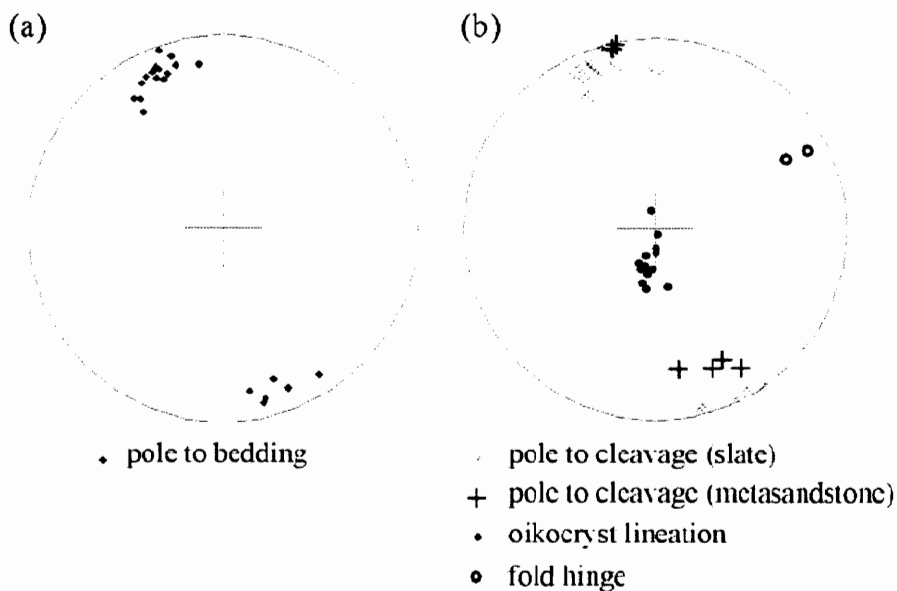 (a)
(b)
pole to bedding
pole to cleavage (slate)
pole to cleavage (metasandstone)
oikocryst lineation
fold hinge